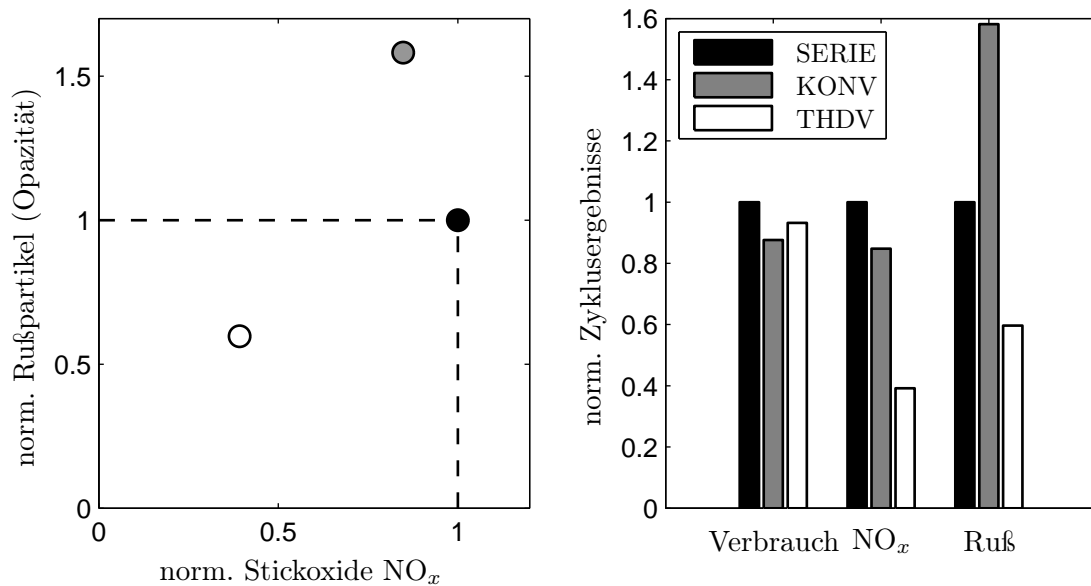 norm. Rußpartikel (Opazität)
1.5
1
0.5
0
0
0.5
1
norm. Stickoxide NOx
norm. Zyklusergebnisse
1.6
1.4
1.2
1
0.8
0.6
0.4
0.2
0
SERIE
KONV
THDV
Verbrauch NOx Ruß